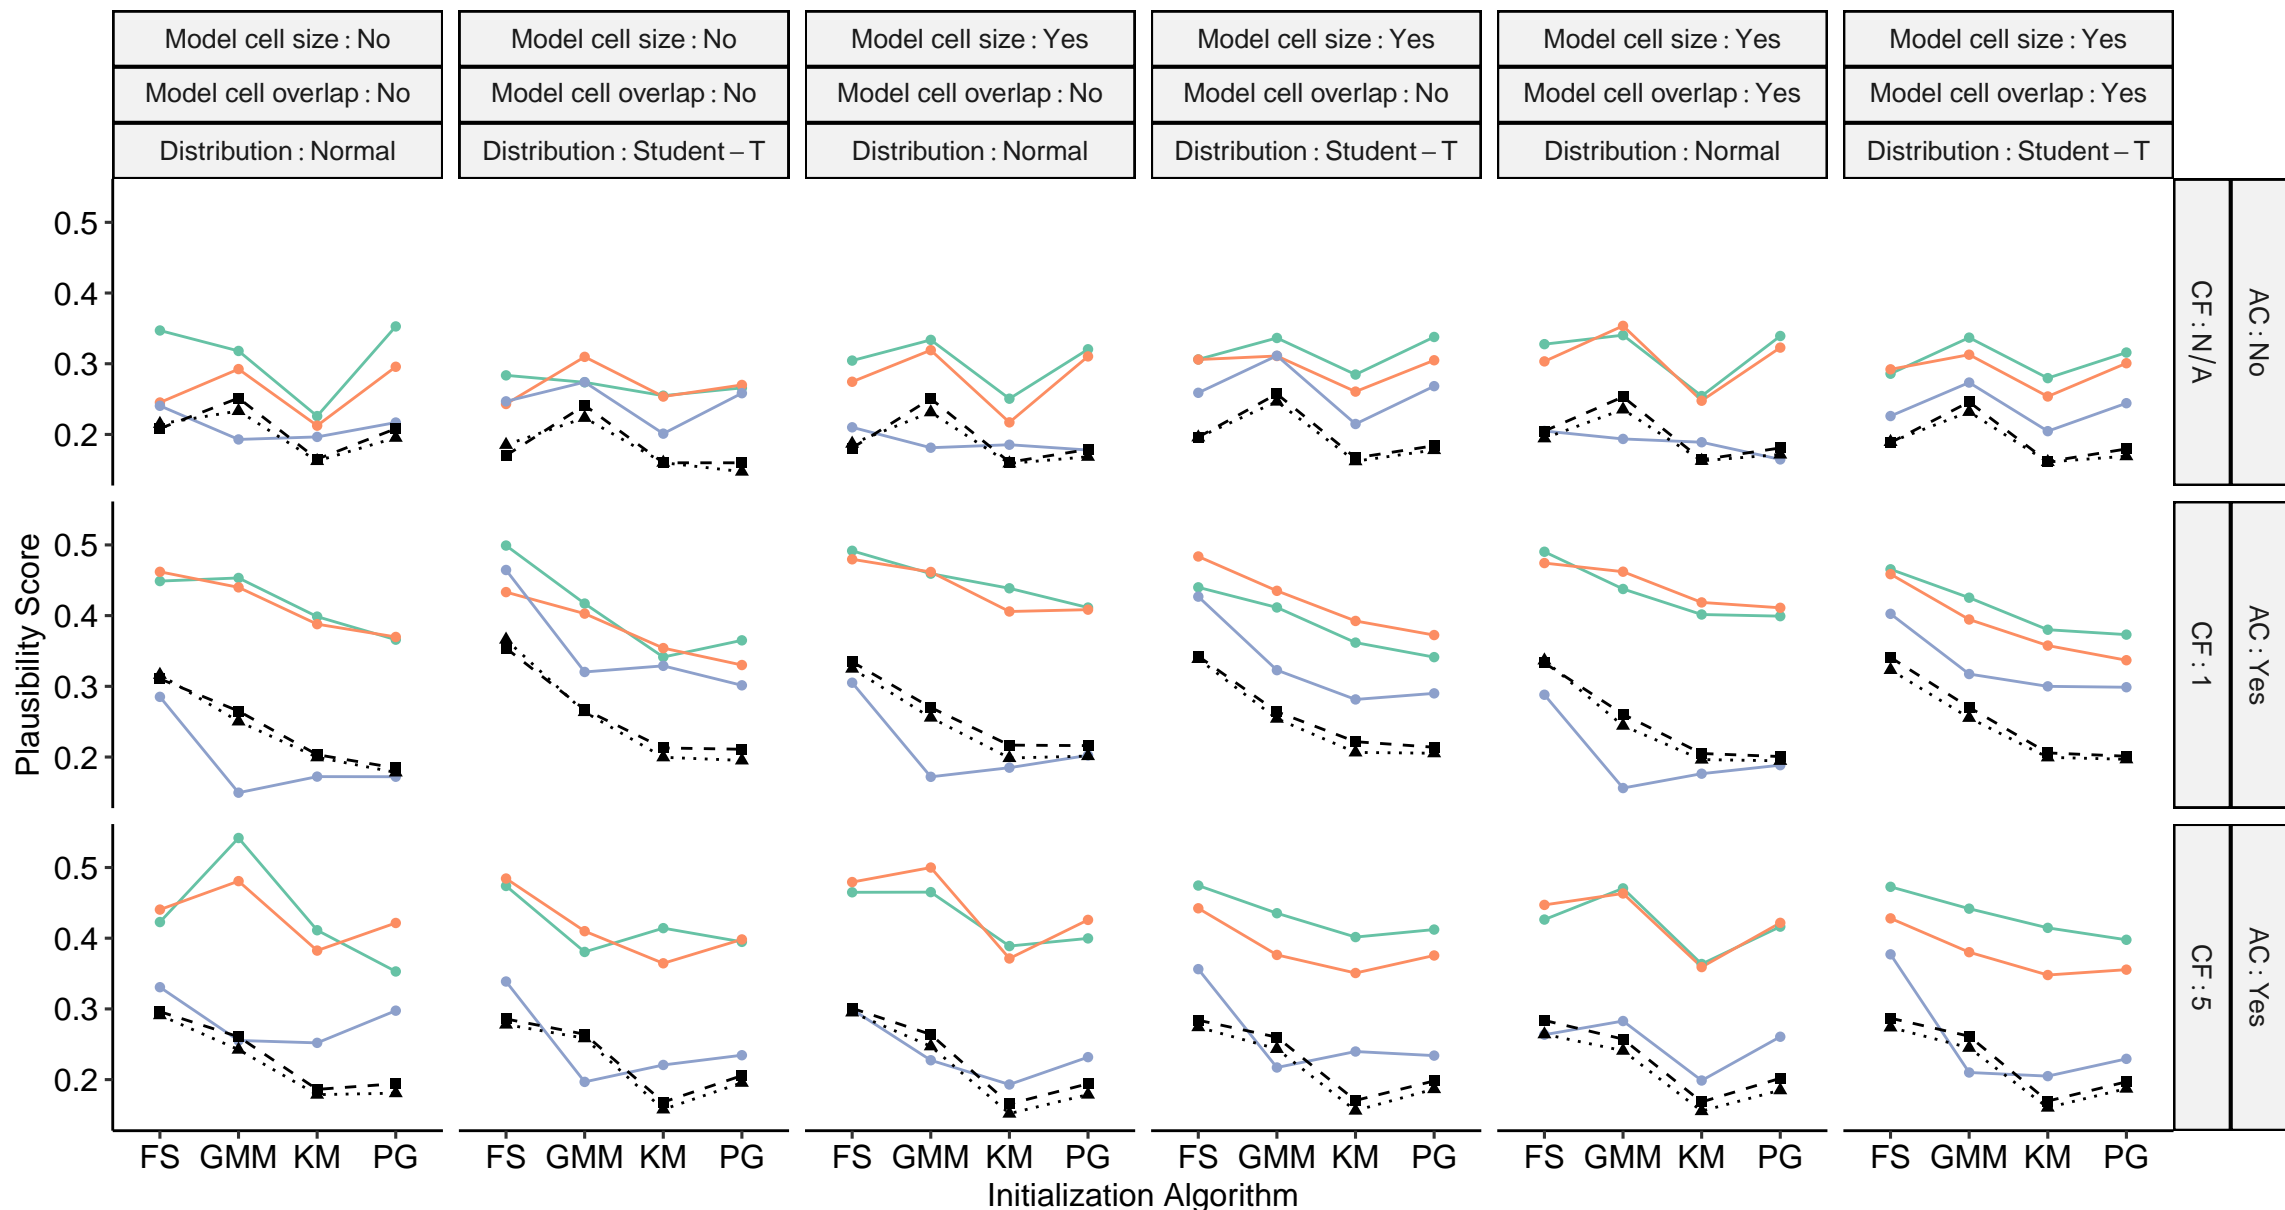 Model cell size : No
Model cell size : No
Model cell size : Yes
Model cell size : Yes
Model cell size : Yes
Model cell size : Yes
Model cell overlap : No
Model cell overlap : No
Model cell overlap : No
Model cell overlap : No
Model cell overlap : Yes
Model cell overlap : Yes
Distribution : Normal
Distribution : Student – T
Distribution : Normal
Distribution : Student – T
Distribution : Normal
Distribution : Student – T
0.5
0.4
0.3
0.2
CF : N/A
AC : No
0.5
0.4
0.3
0.2
CF : 1
AC : Yes
0.5
0.4
0.3
0.2
CF : 5
AC : Yes
Plausibility Score
FS GMM KM PG
FS GMM KM PG
FS GMM KM PG
FS GMM KM PG
FS GMM KM PG
FS GMM KM PG
Initialization Algorithm